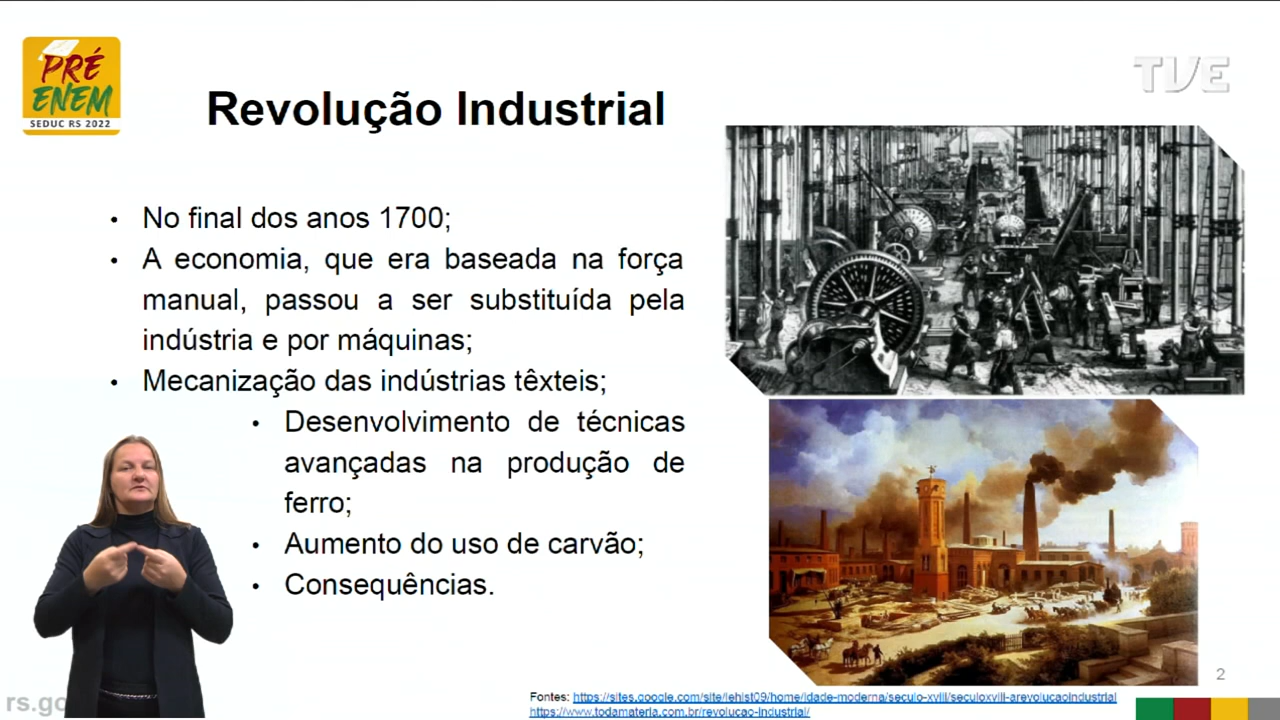 PRÉ
ENEM
SEDUC RS 2022
TVE
Revolução Industrial
• No final dos anos 1700;
• A economia, que era baseada na força
manual, passou a ser substituída pela
indústria e por máquinas;
• Mecanização das indústrias têxteis;
• Desenvolvimento de técnicas
avançadas na produção de
ferro;
• Aumento do uso de carvão;
• Consequências.
2
rs.go
Fontes: https://sites.google.com/site/lehist09/home/idade-moderna/seculo-xviii/seculoxviii-arevolucaoindustrial
https://www.todamateria.com.br/revolucao-industrial/